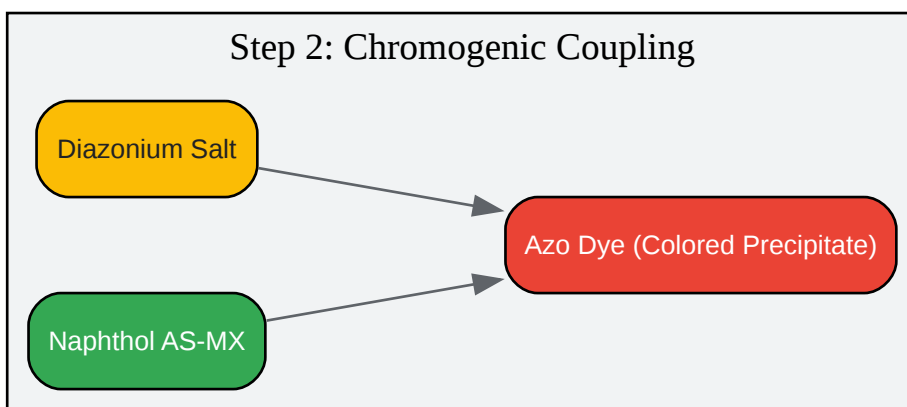 Step 2: Chromogenic Coupling
Diazonium Salt
Azo Dye (Colored Precipitate)
Naphthol AS-MX